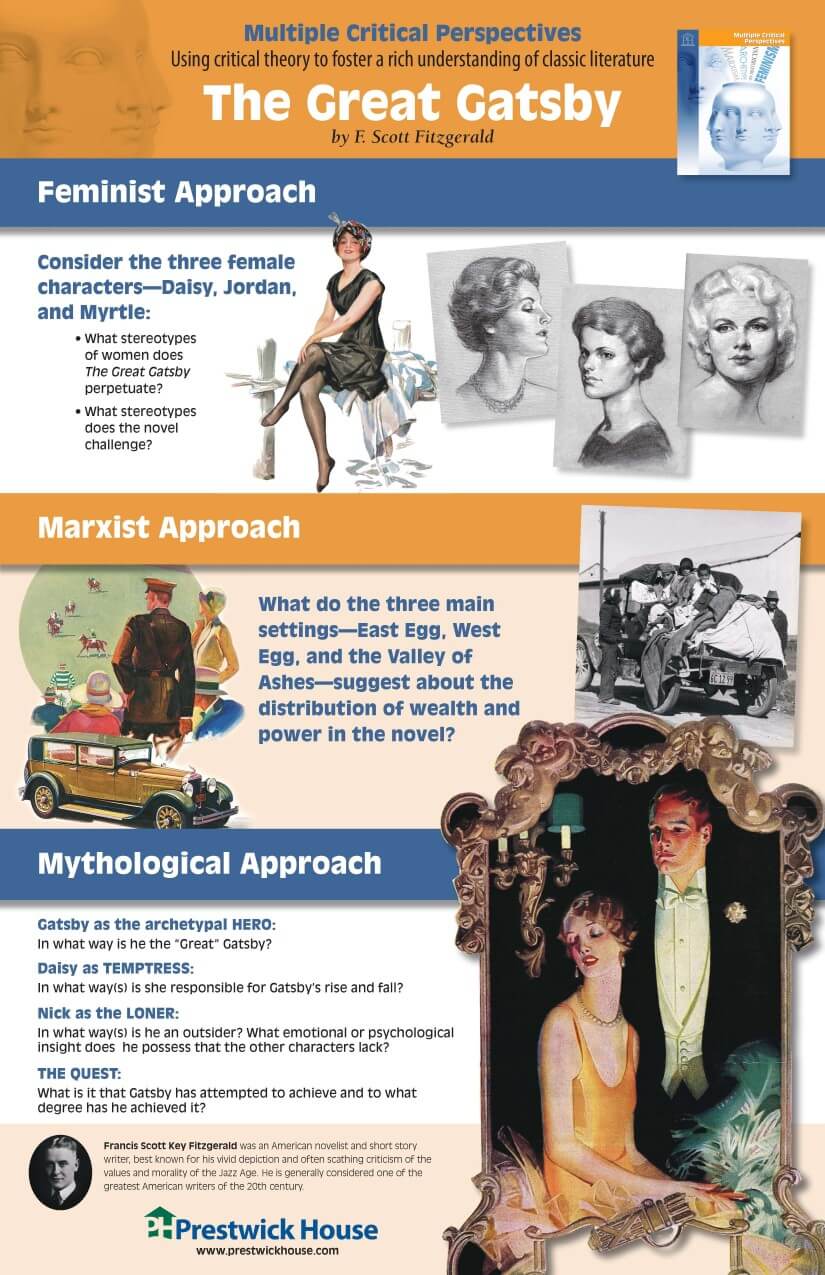 Multiple Critical Perspectives
Using critical theory to foster a rich understanding of classic literature
The Great Gatsby
by F. Scott Fitzgerald
Multiple Critical
Perspectives
MARXISM
FEMINISM
Feminist Approach
Consider the three female
characters—Daisy, Jordan,
and Myrtle:
• What stereotypes
of women does
The Great Gatsby
perpetuate?
• What stereotypes
does the novel
challenge?
Marxist Approach
What do the three main
settings—East Egg, West
Egg, and the Valley of
Ashes—suggest about the
distribution of wealth and
power in the novel?
Mythological Approach
Gatsby as the archetypal HERO:
In what way is he the “Great” Gatsby?
Daisy as TEMPTRESS:
In what way(s) is she responsible for Gatsby’s rise and fall?
Nick as the LONER:
In what way(s) is he an outsider? What emotional or psychological
insight does he possess that the other characters lack?
THE QUEST:
What is it that Gatsby has attempted to achieve and to what
degree has he achieved it?
Francis Scott Key Fitzgerald was an American novelist and short story
writer, best known for his vivid depiction and often scathing criticism of the
values and morality of the Jazz Age. He is generally considered one of the
greatest American writers of the 20th century.
PH Prestwick House
www.prestwickhouse.com